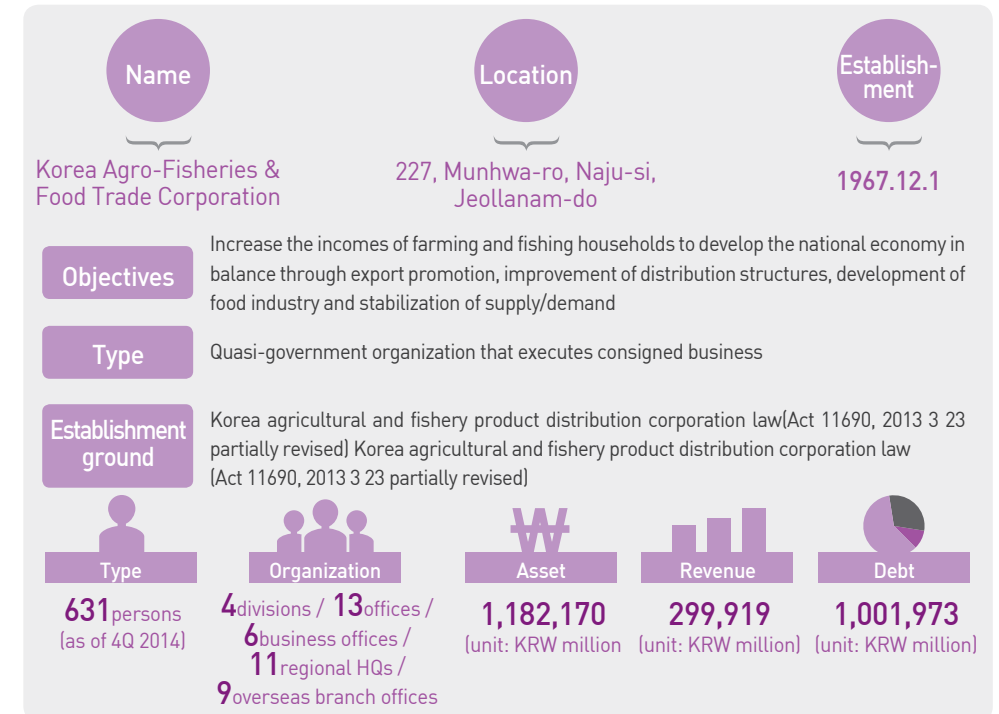 Name
Korea Agro-Fisheries &
Food Trade Corporation
Location
227, Munhwa-ro, Naju-si,
Jeollanam-do
Establish-
ment
1967.12.1
Objectives
Increase the incomes of farming and fishing households to develop the national economy in
balance through export promotion, improvement of distribution structures, development of
food industry and stabilization of supply/demand
Type
Quasi-government organization that executes consigned business
Establishment
ground
Korea agricultural and fishery product distribution corporation law(Act 11690, 2013 3 23
partially revised) Korea agricultural and fishery product distribution corporation law
(Act 11690, 2013 3 23 partially revised)
Type
631persons
(as of 4Q 2014)
Organization
4divisions / 13offices /
6business offices /
11regional HQs /
9overseas branch offices
₩
Asset
1,182,170
(unit: KRW million
Revenue
299,919
(unit: KRW million)
Debt
1,001,973
(unit: KRW million)